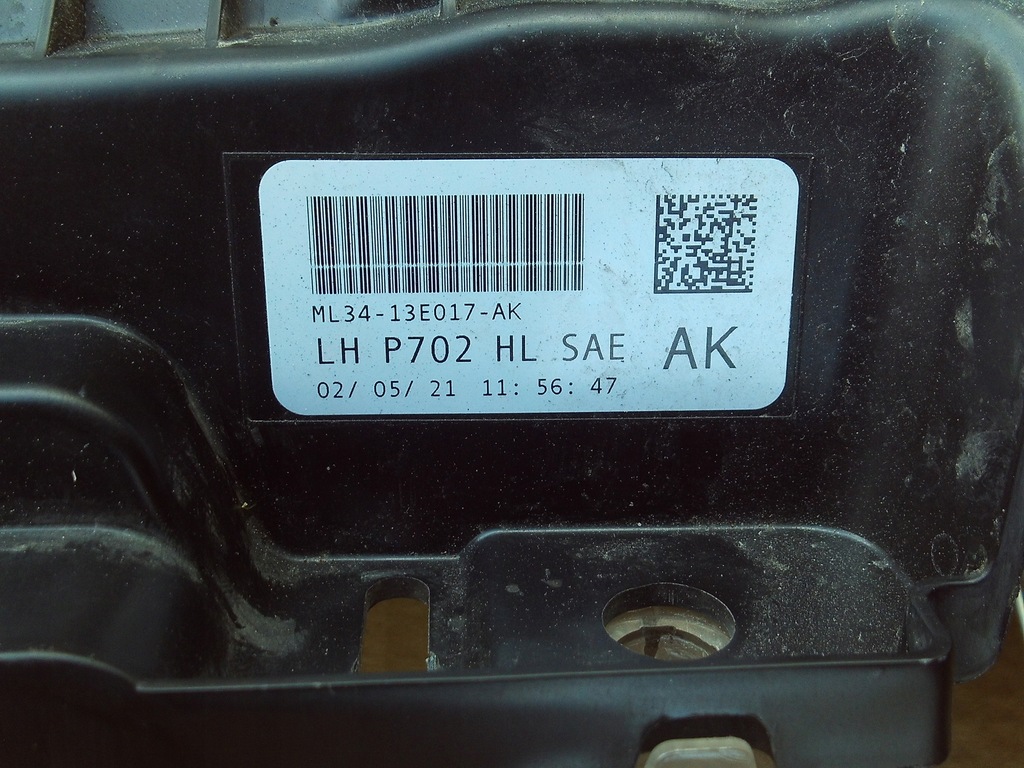 ML34-13E017-AK
LH P702 HL SAE AK
02/ 05/ 21 11: 56: 47